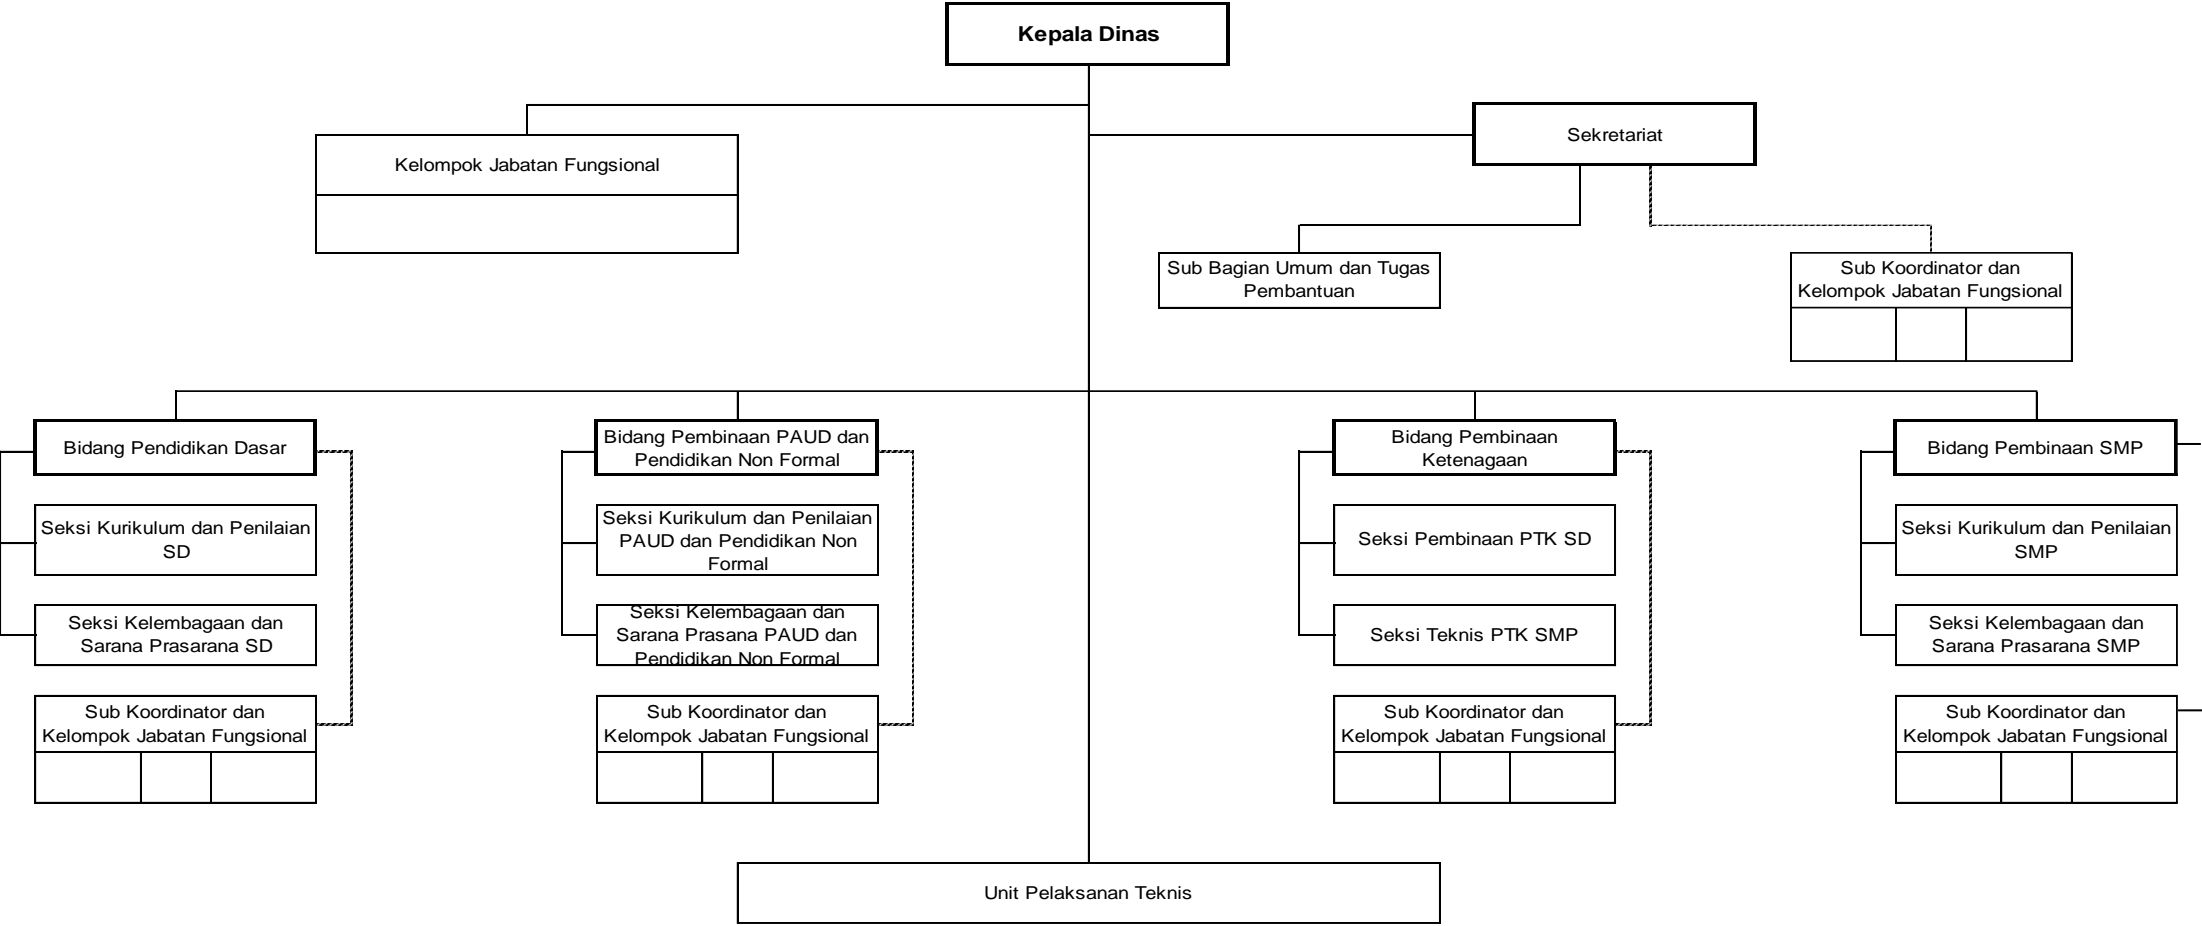 Kepala Dinas
Sekretariat
Kelompok Jabatan Fungsional
Sub Bagian Umum dan Tugas
Pembantuan
Sub Koordinator dan
Kelompok Jabatan Fungsional
Bidang Pendidikan Dasar
Bidang Pembinaan PAUD dan
Pendidikan Non Formal
Bidang Pembinaan
Ketenagaan
Bidang Pembinaan SMP
Seksi Kurikulum dan Penilaian
SD
Seksi Kurikulum dan Penilaian
PAUD dan Pendidikan Non
Formal
Seksi Pembinaan PTK SD
Seksi Kurikulum dan Penilaian
SMP
Seksi Kelembagaan dan
Sarana Prasarana SD
Seksi Kelembagaan dan
Sarana Prasana PAUD dan
Pendidikan Non Formal
Seksi Teknis PTK SMP
Seksi Kelembagaan dan
Sarana Prasarana SMP
Sub Koordinator dan
Kelompok Jabatan Fungsional
Sub Koordinator dan
Kelompok Jabatan Fungsional
Sub Koordinator dan
Kelompok Jabatan Fungsional
Sub Koordinator dan
Kelompok Jabatan Fungsional
Unit Pelaksanan Teknis